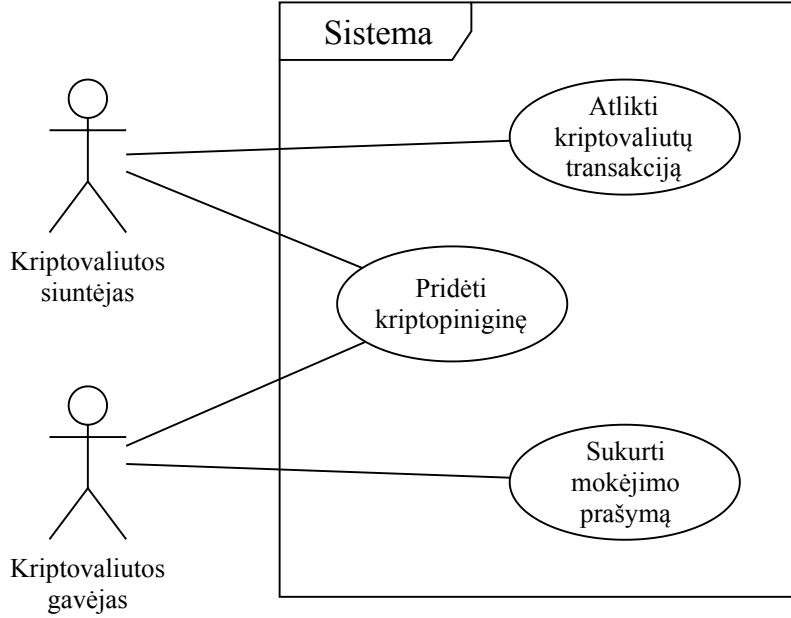 Sistema
Atlikti
kriptovaliutų
transakciją
Kriptovaliutos
siuntėjas
Pridėti
kriptopiniginę
Sukurti
mokėjimo
prašymą
Kriptovaliutos
gavėjas